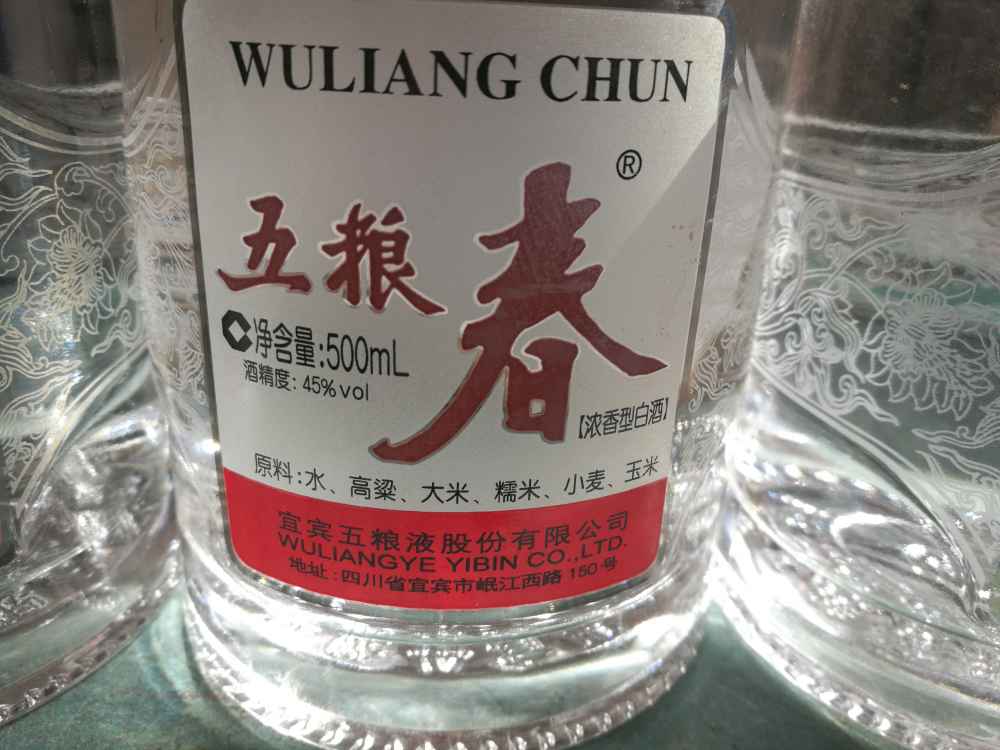 WULIANG CHUN
®
五粮春
净含量:500mL
酒精度:45%vol
【浓香型白酒】
原料:水、高粱、大米、糯米、小麦、玉米
宜宾五粮液股份有限公司
WULIANGYE YIBIN CO.,LTD.
地址:四川省宜宾市岷江西路150号